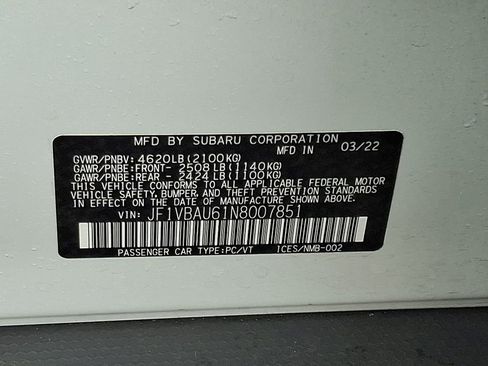 MFD BY SUBARU CORPORATION
MFD IN 03/22
GVWR/PNBV: 4620LB(2100KG)
GAWR/PNBE:FRONT- 2508LB(1140KG)
GAWR/PNBE:REAR - 2424LB(1100KG)
THIS VEHICLE CONFORMS TO ALL APPLICABLE FEDERAL MOTOR
VEHICLE SAFETY, BUMPER, AND THEFT PREVENTION STANDARDS
IN EFFECT ON THE DATE OF MANUFACTURE SHOWN ABOVE.
VIN: JF1VBAU61N8007851
PASSENGER CAR TYPE:PC/VT ICES/NMB-002